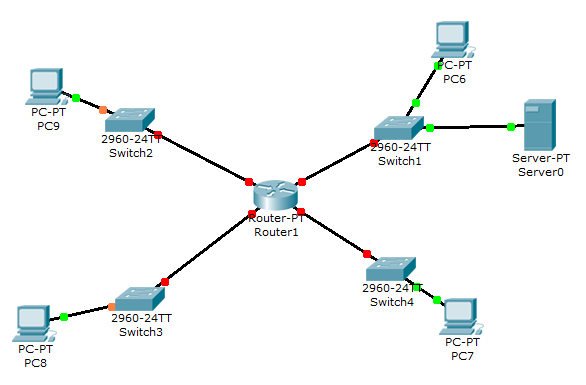 PC-PT
PC6
PC-PT
PC9
2960-24TT
Switch2
2960-24TT
Switch1
Server-PT
Server0
Router-PT
Router1
2960-24TT
Switch4
2960-24TT
Switch3
PC-PT
PC7
PC-PT
PC8